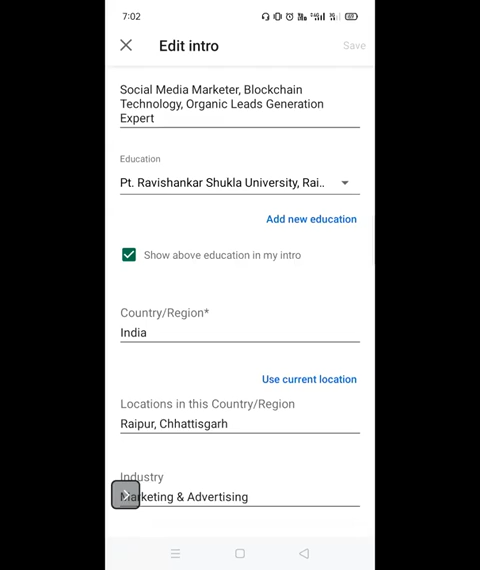 7:02
Edit intro
Save
Social Media Marketer, Blockchain
Technology, Organic Leads Generation
Expert
Education
Pt. Ravishankar Shukla University, Rai..
Add new education
Show above education in my intro
Country/Region*
India
Use current location
Locations in this Country/Region
Raipur, Chhattisgarh
Industry
Marketing & Advertising